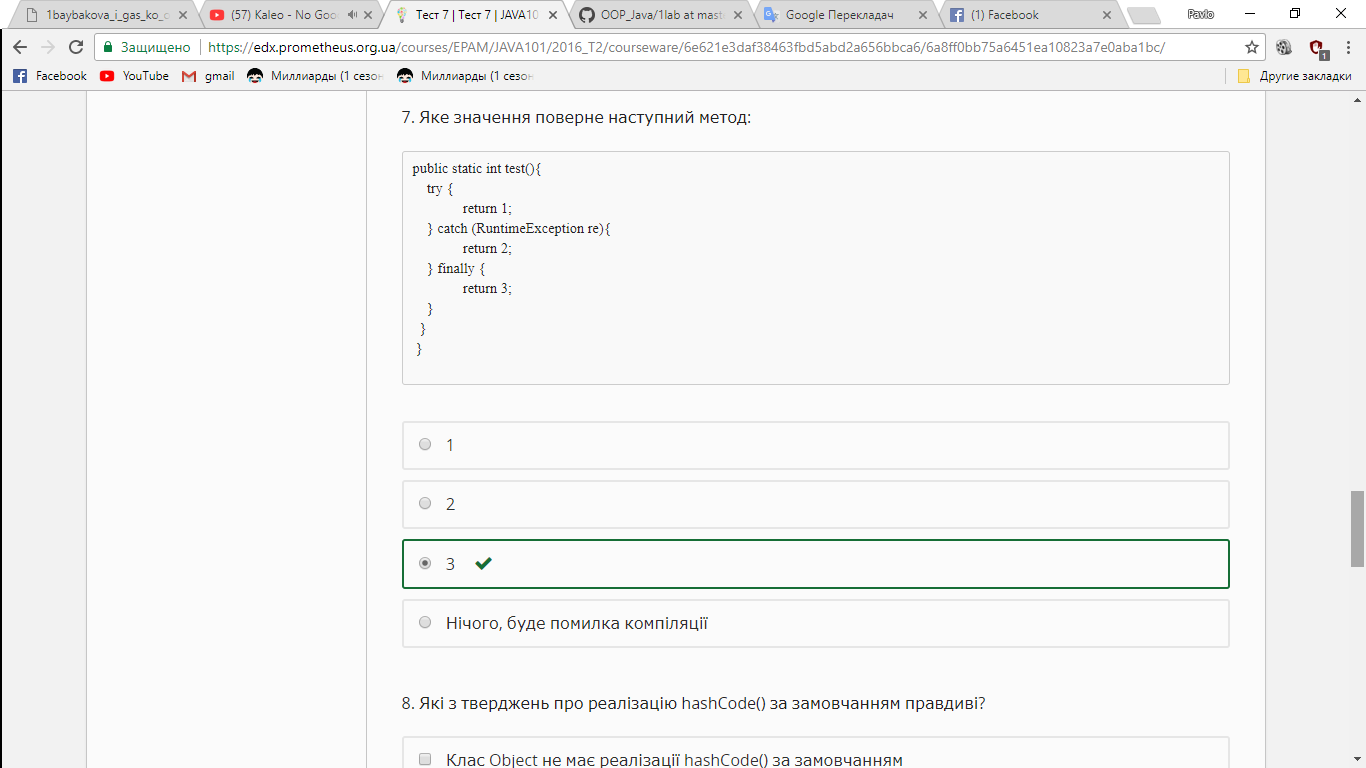 1baybakova_i_gas_ko_o
(57) Kaleo - No Goo
Тест 7 | Тест 7 | JAVA10
OOP_Java/1lab at mast
Google Перекладач
(1) Facebook
Pavlo
Защищено
https://edx.prometheus.org.ua/courses/EPAM/JAVA101/2016_T2/courseware/6e621e3daf38463fbd5abd2a656bbca6/6a8ff0bb75a6451ea10823a7e0aba1bc/
1
Facebook
YouTube
gmail
Миллиарды (1 сезон
Миллиарды (1 сезон
Другие закладки
7. Яке значення поверне наступний метод:
public static int test(){
try {
return 1;
} catch (RuntimeException re){
return 2;
} finally {
return 3;
}
}
}
1
2
3
Нічого, буде помилка компіляції
8. Які з тверджень про реалізацію hashCode() за замовчанням правдиві?
Клас Object не має реалізації hashCode() за замовчанням